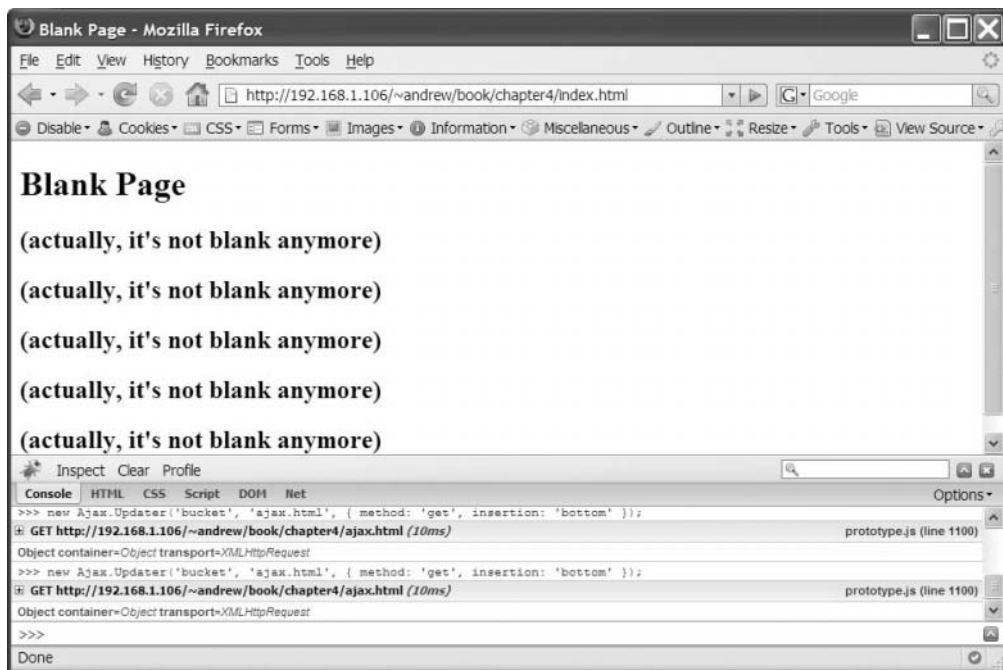 Blank Page - Mozilla Firefox
File Edit View History Bookmarks Tools Help
http://192.168.1.106/~andrew/book/chapter4/index.html G Google
Disable Cookies CSS Forms Images Information Miscellaneous Outline Resize Tools View Source
Blank Page
(actually, it's not blank anymore)
(actually, it's not blank anymore)
(actually, it's not blank anymore)
(actually, it's not blank anymore)
(actually, it's not blank anymore)
Inspect Clear Profile
Console HTML CSS Script DOM Net Options
>>> new Ajax.Updater('bucket', 'ajax.html', { method: 'get', insertion: 'bottom' });
GET http://192.168.1.106/~andrew/book/chapter4/ajax.html (10ms) prototype.js (line 1100)
Object container=Object transport=XMLHttpRequest
>>> new Ajax.Updater('bucket', 'ajax.html', { method: 'get', insertion: 'bottom' });
GET http://192.168.1.106/~andrew/book/chapter4/ajax.html (10ms) prototype.js (line 1100)
Object container=Object transport=XMLHttpRequest
>>>
Done